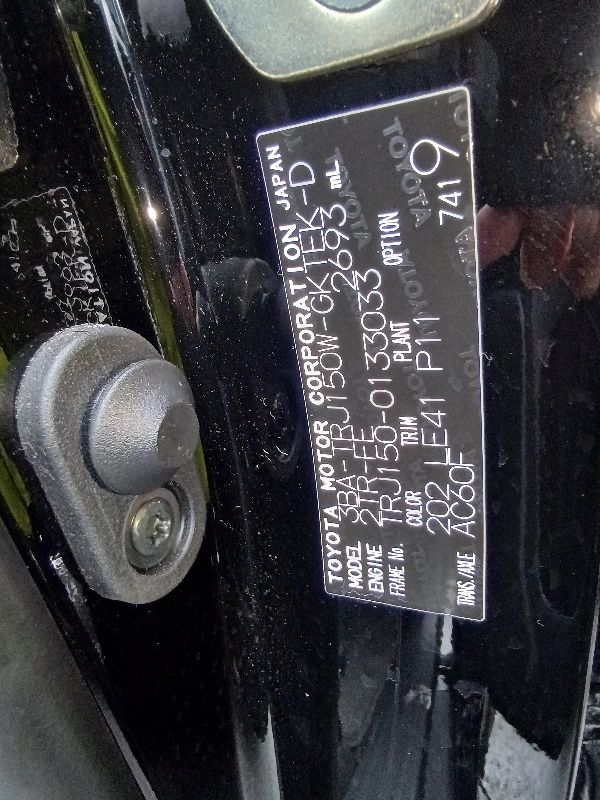 TOYOTA MOTOR CORPORATION JAPAN
MODEL 3BA-TRJ150W-GKTEK-D
ENGINE 2TR-FE 2693 mL
FRAME No. TRJ150-0133033
COLOR TRIM PLANT OPTION
202 LE41 P11 7419
TRANS./AXLE AC60F
TOYOTA